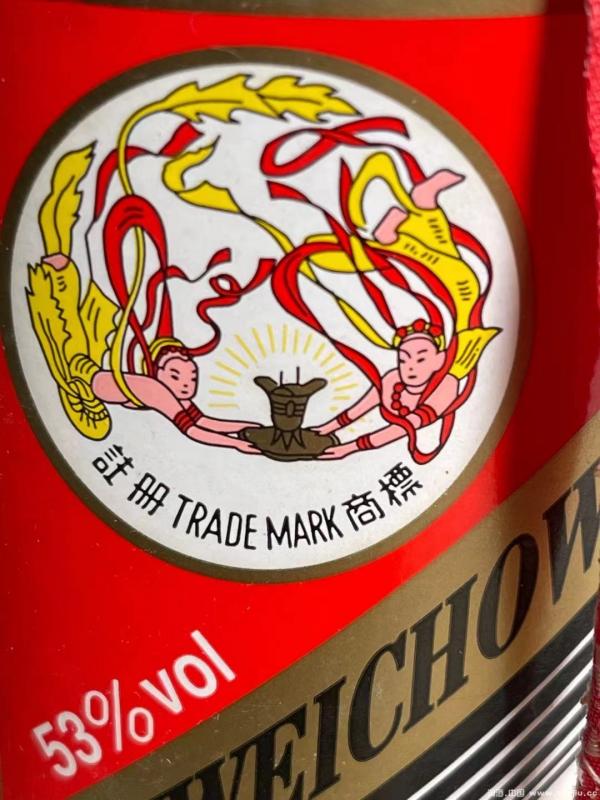 註冊 TRADE MARK 商標
53%vol
WEICHOW